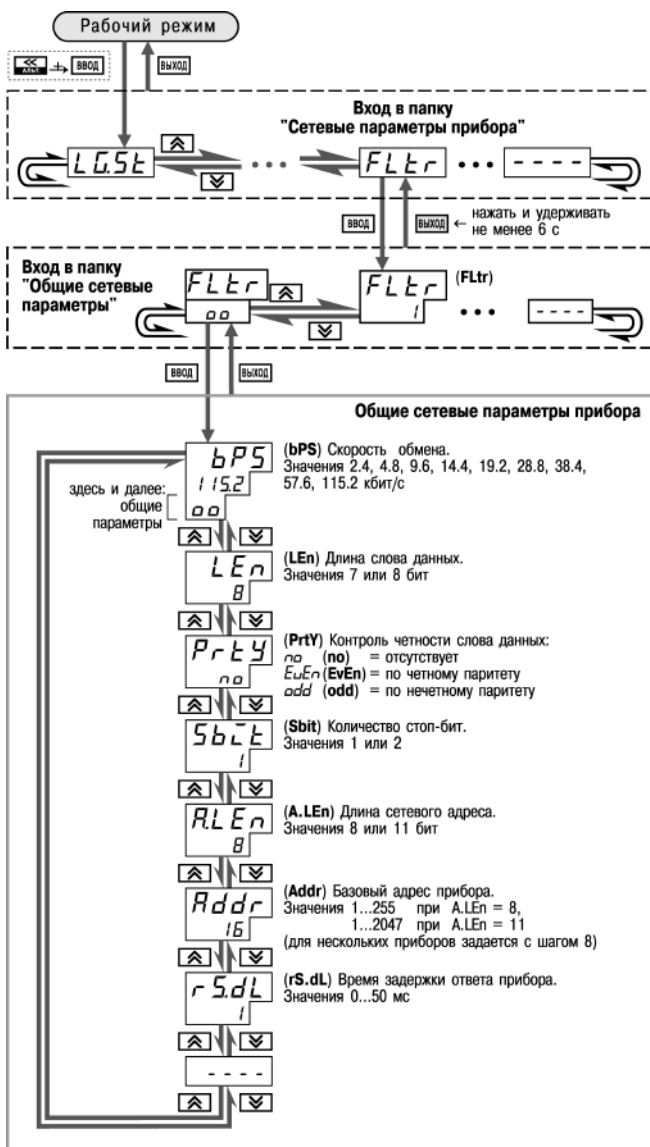 Рабочий режим
≪ АЛЬТ. ВВОД ВЫХОД
Вход в папку
"Сетевые параметры прибора"
LG.St • • • FLtr • • • - - - -
ВВОД ВЫХОД ← нажать и удерживать
не менее 6 с
Вход в папку
"Общие сетевые
параметры"
FLtr
oo
FLtr (FLtr)
1
• • • - - - -
ВВОД ВЫХОД
Общие сетевые параметры прибора
bPS
115.2
oo
(bPS) Скорость обмена.
Значения 2.4, 4.8, 9.6, 14.4, 19.2, 28.8, 38.4,
57.6, 115.2 кбит/с
здесь и далее:
общие
параметры
LEn
8
(LEn) Длина слова данных.
Значения 7 или 8 бит
PrtY
no
(PrtY) Контроль четности слова данных:
no (no) = отсутствует
EvEn (EvEn) = по четному паритету
odd (odd) = по нечетному паритету
Sbit
1
(Sbit) Количество стоп-бит.
Значения 1 или 2
A.LEn
8
(A.LEn) Длина сетевого адреса.
Значения 8 или 11 бит
Addr
16
(Addr) Базовый адрес прибора.
Значения 1...255 при A.LEn = 8,
1...2047 при A.LEn = 11
(для нескольких приборов задается с шагом 8)
rS.dL
1
(rS.dL) Время задержки ответа прибора.
Значения 0...50 мс
- - - -